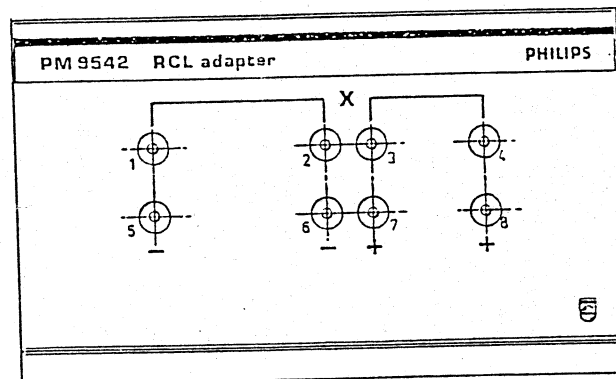 PM 9542 RCL adapter PHILIPS
X
1 2 3 4
5 6 7 8
– – + +